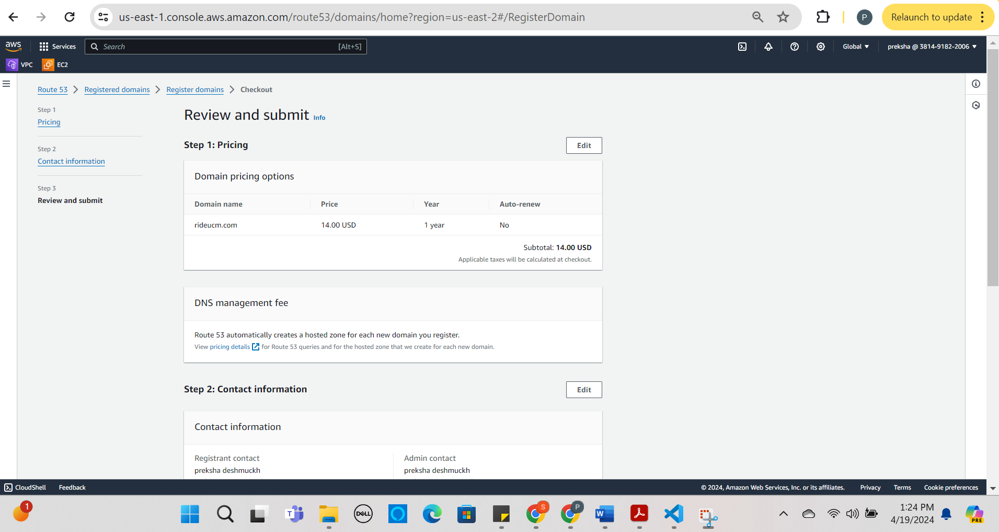 us-east-1.console.aws.amazon.com/route53/domains/home?region=us-east-2#/RegisterDomain
P
Relaunch to update
aws
Services
Search
[Alt+S]
Global
preksha @ 3814-9182-2006
VPC
EC2
Route 53
Registered domains
Register domains
Checkout
Step 1
Pricing
Step 2
Contact information
Step 3
Review and submit
Review and submit Info
Step 1: Pricing
Edit
Domain pricing options
Domain name Price Year Auto-renew
rideucm.com 14.00 USD 1 year No
Subtotal: 14.00 USD
Applicable taxes will be calculated at checkout.
DNS management fee
Route 53 automatically creates a hosted zone for each new domain you register.
View pricing details for Route 53 queries and for the hosted zone that we create for each new domain.
Step 2: Contact information
Edit
Contact information
Registrant contact
preksha deshmuckh
Admin contact
preksha deshmuckh
CloudShell
Feedback
© 2024, Amazon Web Services, Inc. or its affiliates.
Privacy
Terms
Cookie preferences
1
T
DELL
S
P
W
1:24 PM
4/19/2024
PRE